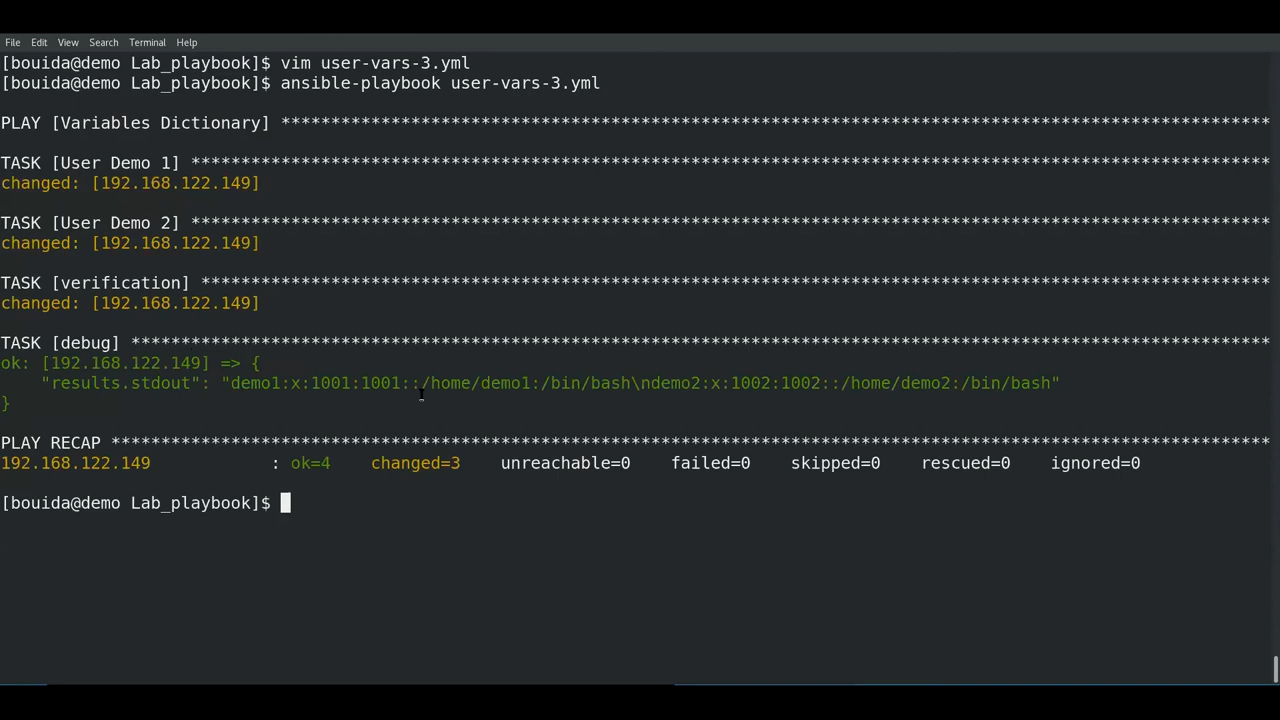 File Edit View Search Terminal Help
[bouida@demo Lab_playbook]$ vim user-vars-3.yml
[bouida@demo Lab_playbook]$ ansible-playbook user-vars-3.yml
PLAY [Variables Dictionary] ***************************************************************************************************
TASK [User Demo 1] ************************************************************************************************************
changed: [192.168.122.149]
TASK [User Demo 2] ************************************************************************************************************
changed: [192.168.122.149]
TASK [verification] ***********************************************************************************************************
changed: [192.168.122.149]
TASK [debug] ******************************************************************************************************************
ok: [192.168.122.149] => {
    "results.stdout": "demo1:x:1001:1001::/home/demo1:/bin/bash\ndemo2:x:1002:1002::/home/demo2:/bin/bash"
}
PLAY RECAP ********************************************************************************************************************
192.168.122.149            : ok=4    changed=3    unreachable=0    failed=0    skipped=0    rescued=0    ignored=0
[bouida@demo Lab_playbook]$